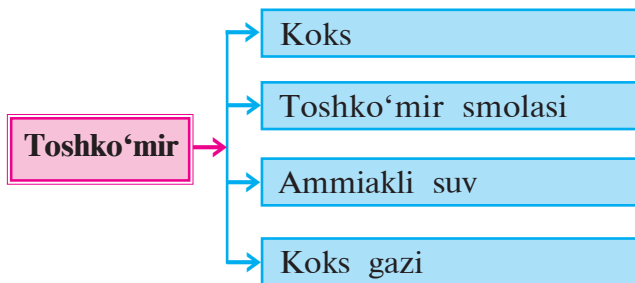 Toshko‘mir
Koks
Toshko‘mir smolasi
Ammiakli suv
Koks gazi